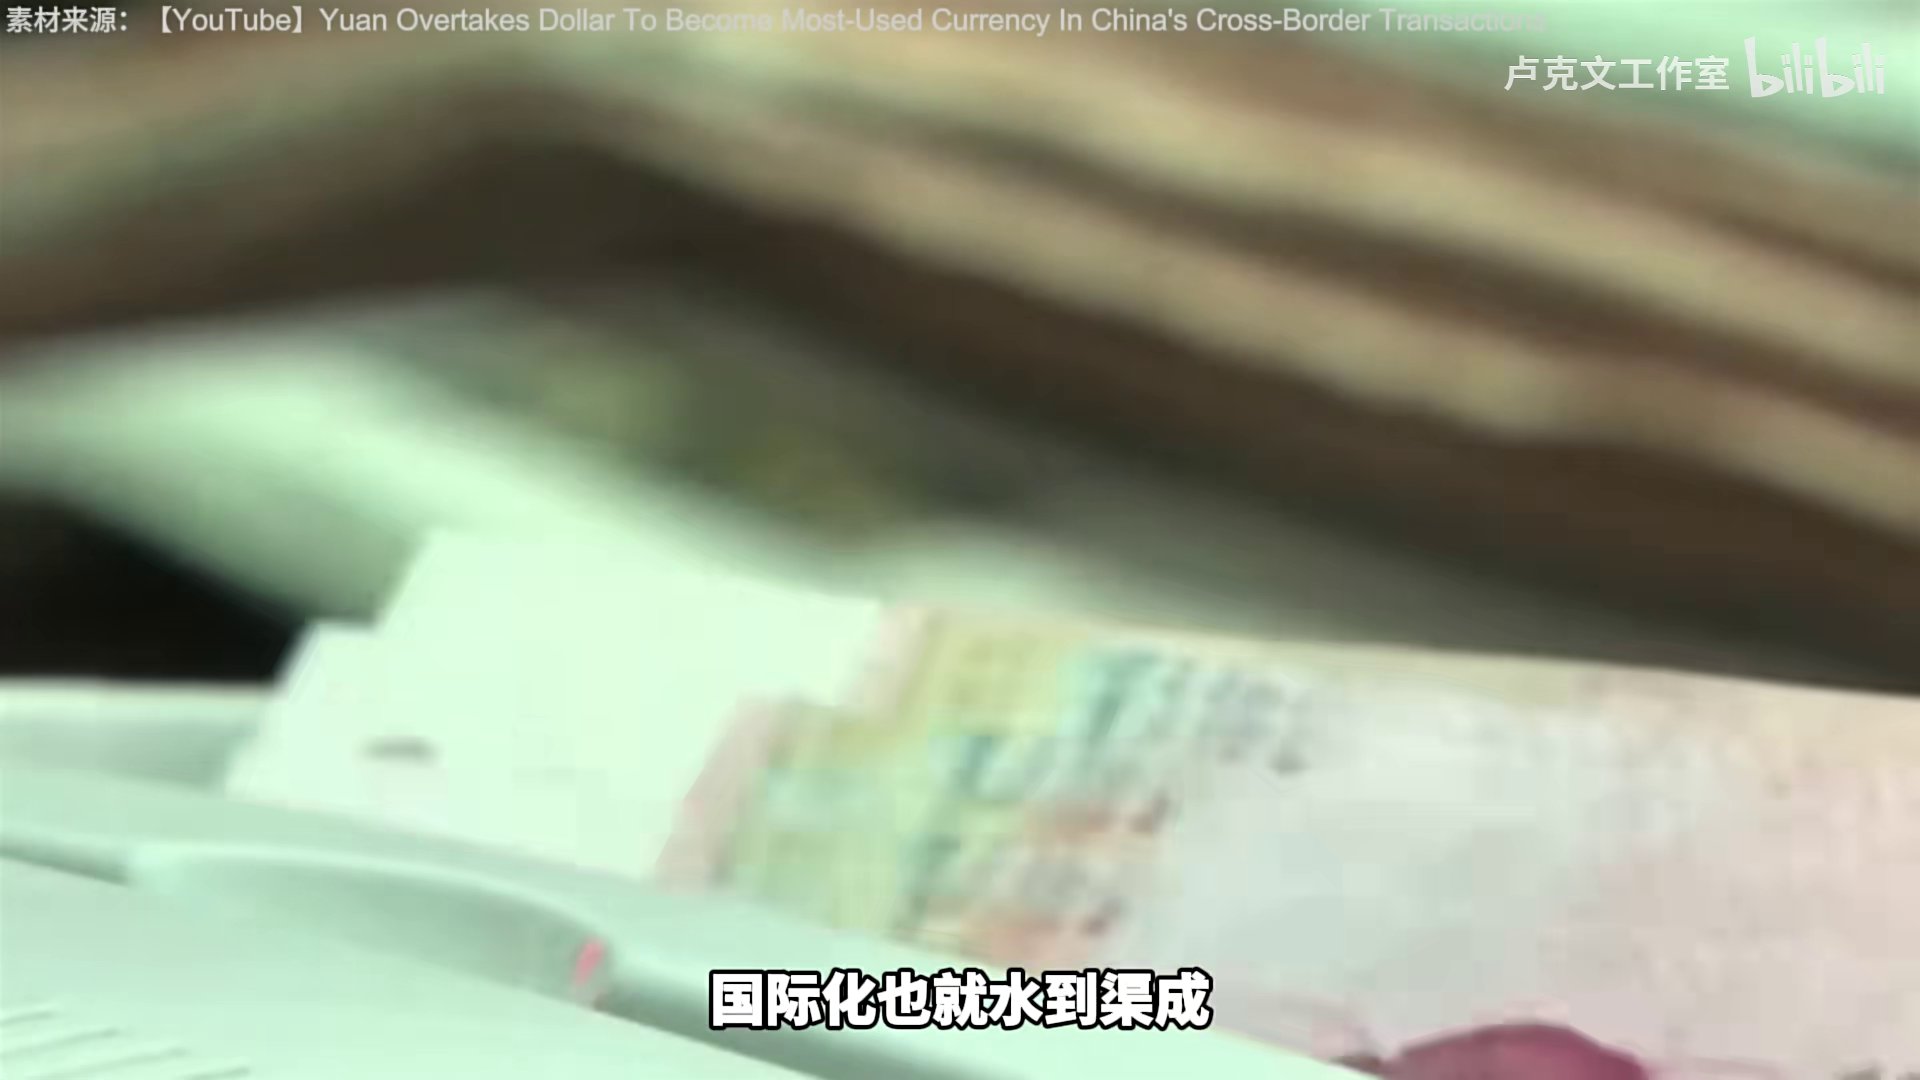 素材来源：【YouTube】Yuan Overtakes Dollar To Become Most-Used Currency In China's Cross-Border Transactions
卢克文工作室 bilibili
国际化也就水到渠成